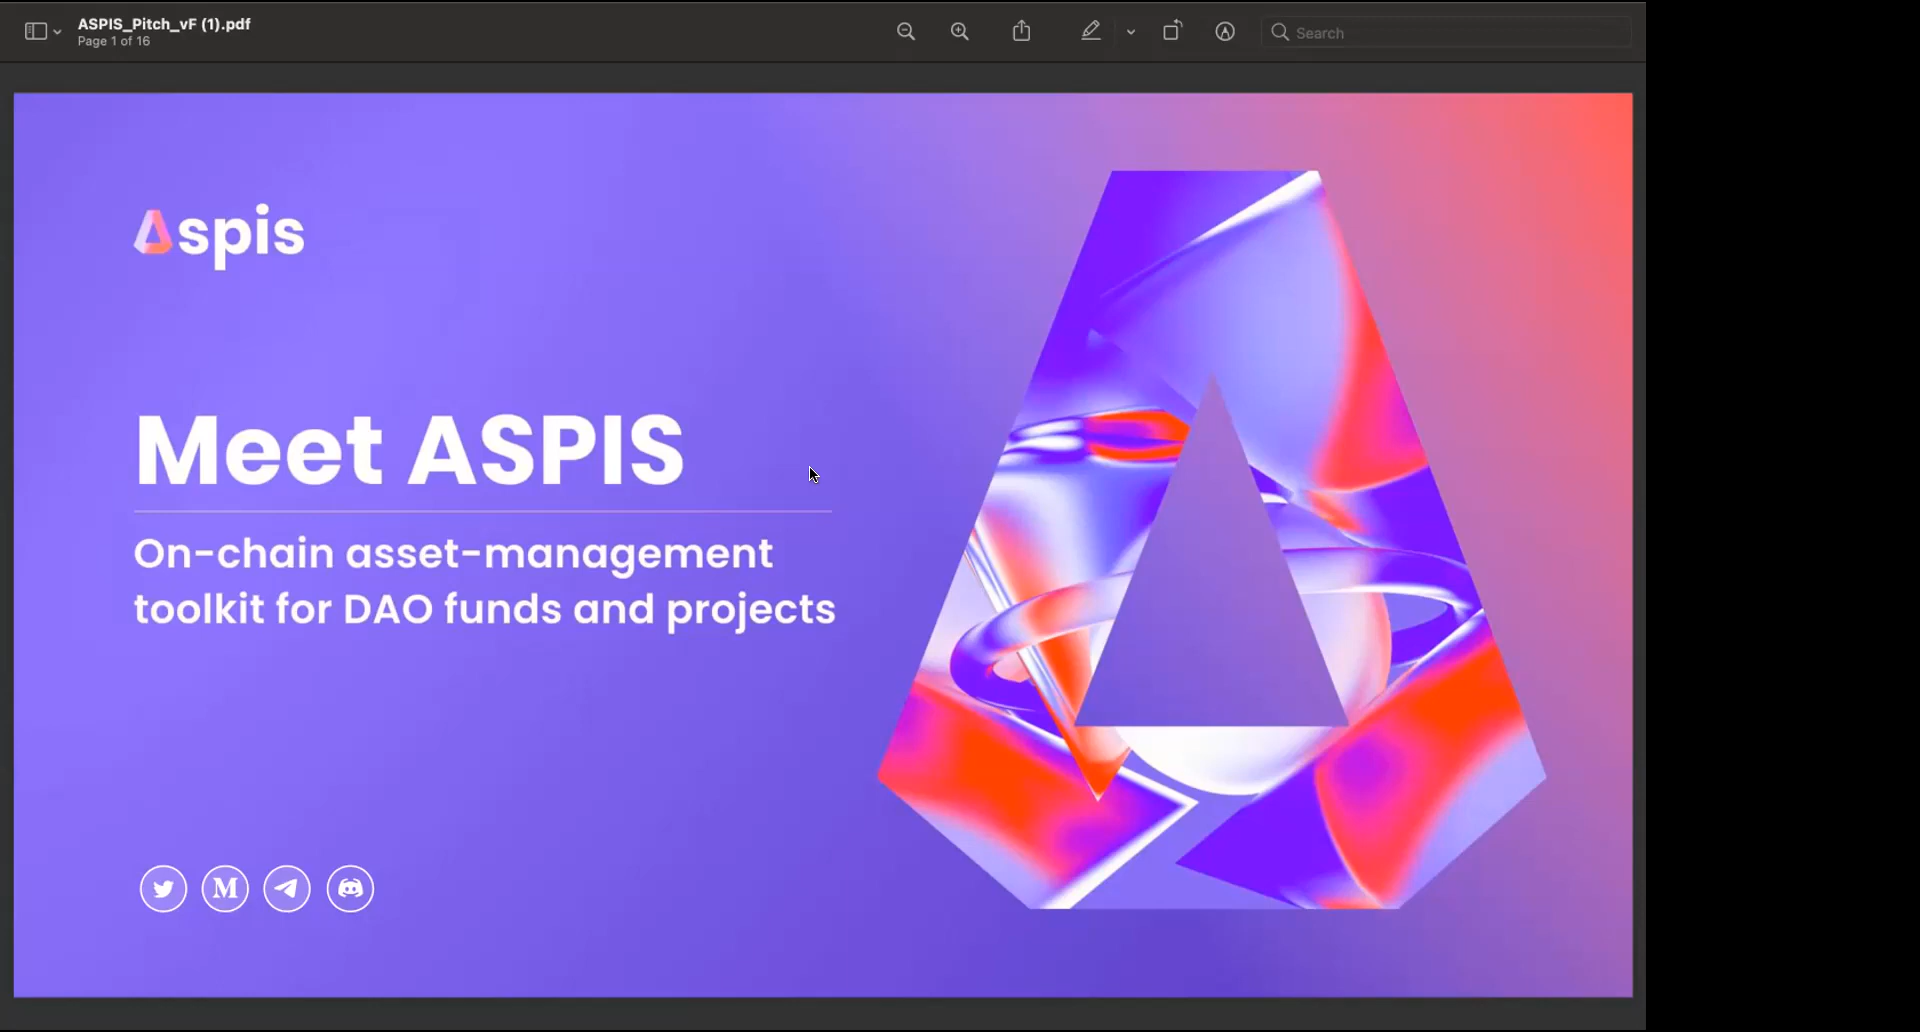 ASPIS_Pitch_vF (1).pdf
Page 1 of 16
Search
Aspis
Meet ASPIS
On-chain asset-management
toolkit for DAO funds and projects
M